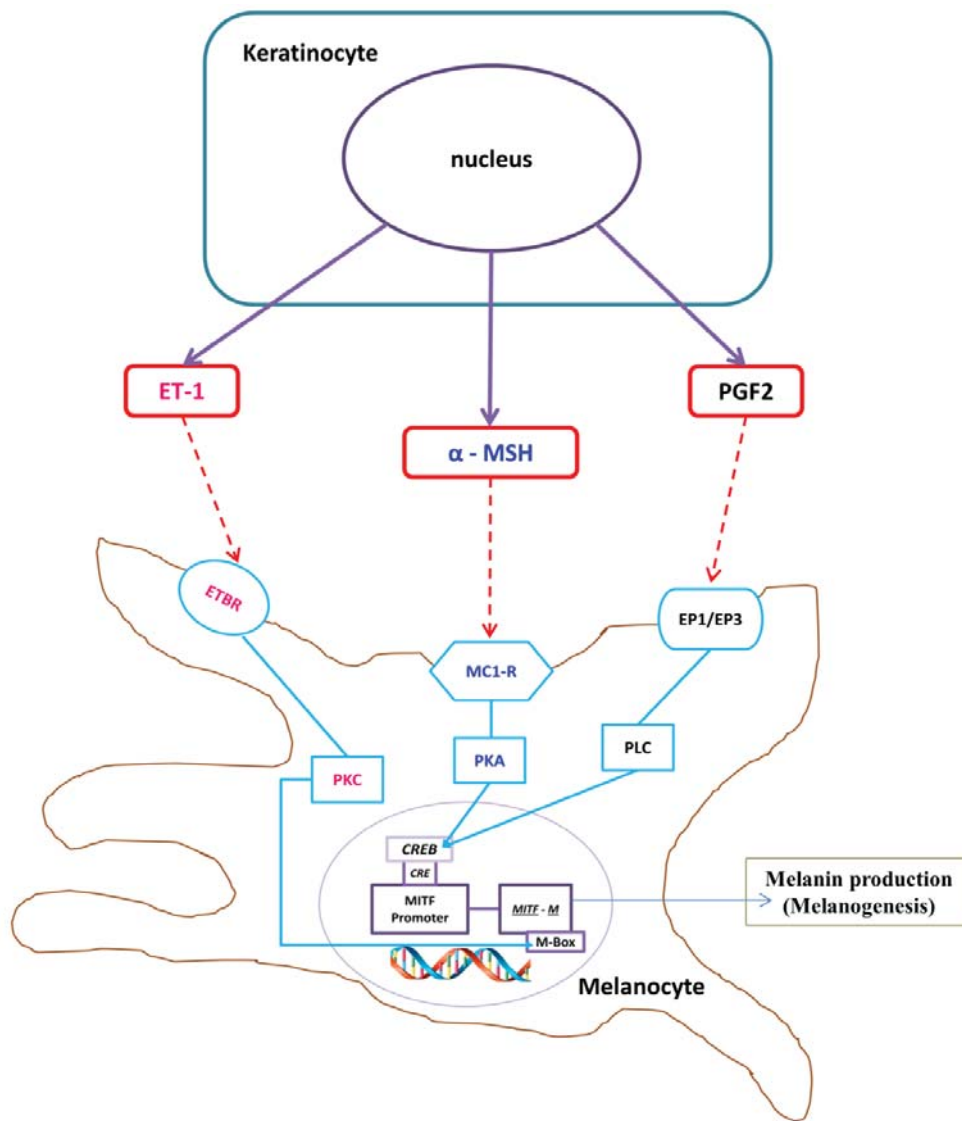 Keratinocyte
nucleus
ET-1
PGF2
α - MSH
ETBR
EP1/EP3
MC1-R
PKC
PKA
PLC
CREB
CRE
MITF
Promoter
MITF - M
M-Box
Melanin production
(Melanogenesis)
Melanocyte